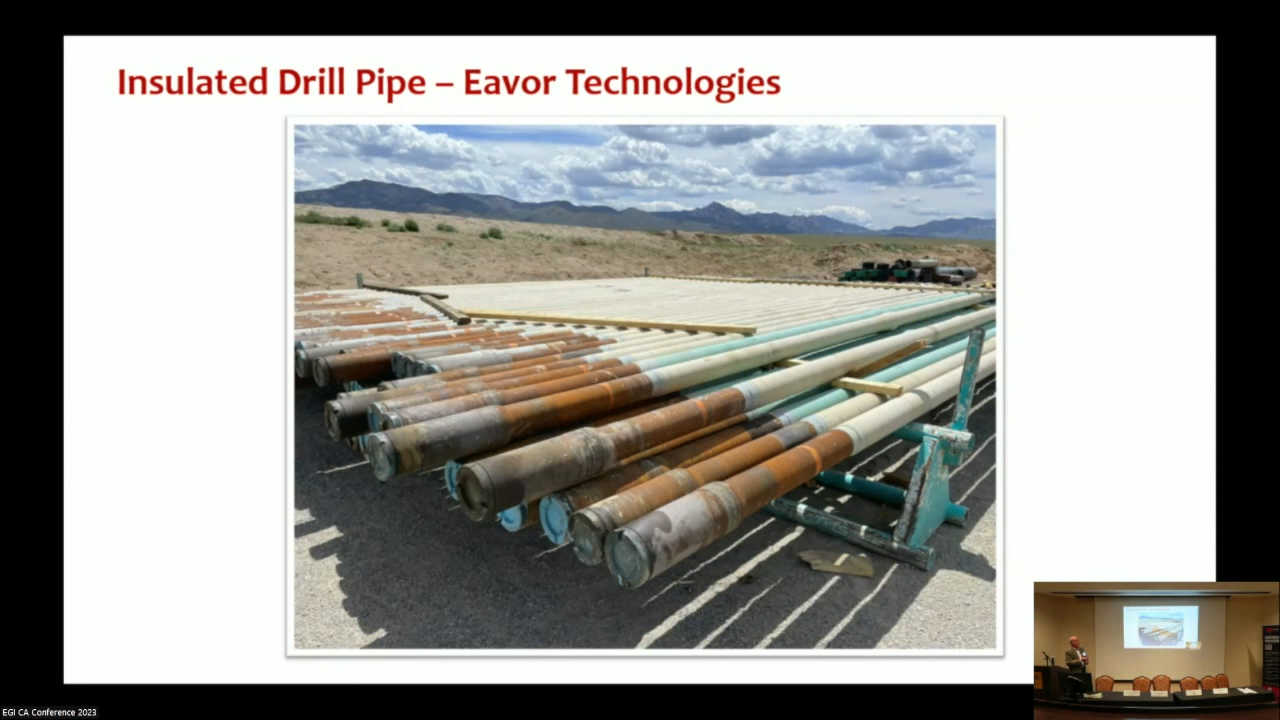 Insulated Drill Pipe – Eavor Technologies
EGI CA Conference 2023